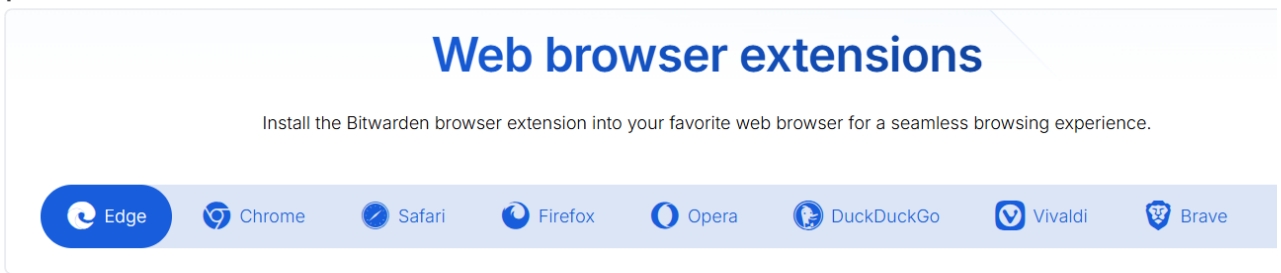 Web browser extensions
Install the Bitwarden browser extension into your favorite web browser for a seamless browsing experience.
Edge Chrome Safari Firefox Opera DuckDuckGo Vivaldi Brave